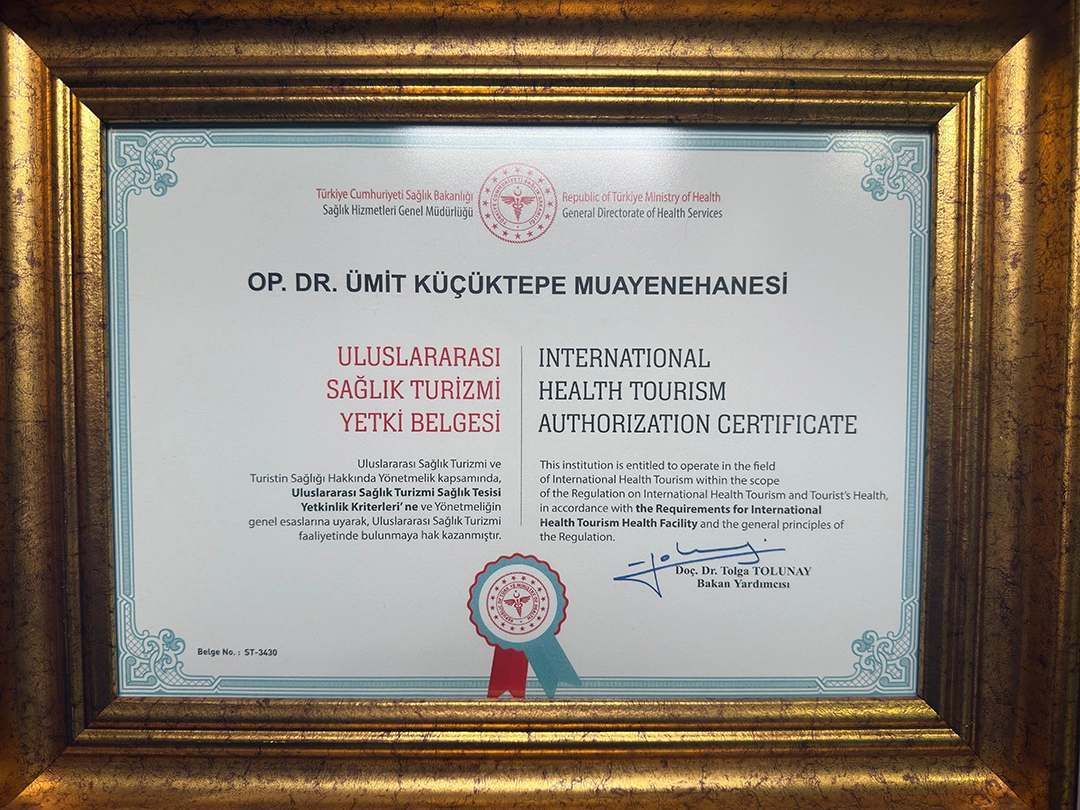 Türkiye Cumhuriyeti Sağlık Bakanlığı
Sağlık Hizmetleri Genel Müdürlüğü
Republic of Türkiye Ministry of Health
General Directorate of Health Services
OP. DR. ÜMİT KÜÇÜKTEPE MUAYENEHANESİ
ULUSLARARASI
SAĞLIK TURİZMİ
YETKİ BELGESİ
INTERNATIONAL
HEALTH TOURISM
AUTHORIZATION CERTIFICATE
Uluslararası Sağlık Turizmi ve
Turistin Sağlığı Hakkında Yönetmelik kapsamında,
Uluslararası Sağlık Turizmi Sağlık Tesisi
Yetkinlik Kriterleri' ne ve Yönetmeliğin
genel esaslarına uyarak, Uluslararası Sağlık Turizmi
faaliyetinde bulunmaya hak kazanmıştır.
This institution is entitled to operate in the field
of International Health Tourism within the scope
of the Regulation on International Health Tourism and Tourist's Health,
in accordance with the Requirements for International
Health Tourism Health Facility and the general principles of
the Regulation.
Doç. Dr. Tolga TOLUNAY
Bakan Yardımcısı
Belge No. : ST-3430